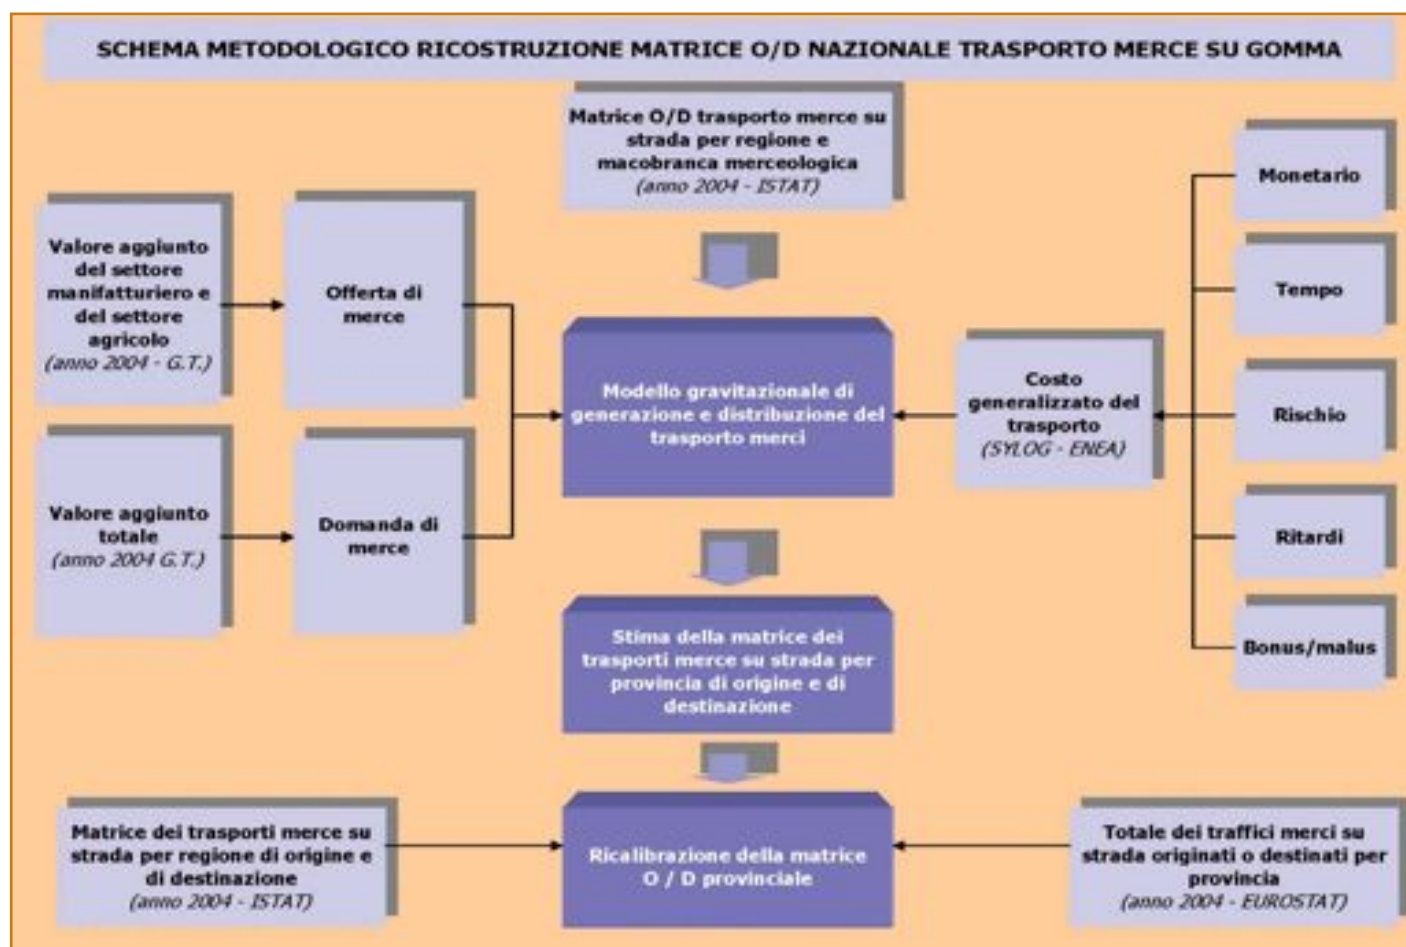 SCHEMA METODOLOGICO RICOSTRUZIONE MATRICE O/D NAZIONALE TRASPORTO MERCE SU GOMMA
Matrice O/D trasporto merce su
strada per regione e
macobranca merceologica
(anno 2004 - ISTAT)
Valore aggiunto
del settore
manifatturiero e
del settore
agricolo
(anno 2004 - G.T.)
Offerta di
merce
Valore aggiunto
totale
(anno 2004 G.T.)
Domanda di
merce
Modello gravitazionale di
generazione e distribuzione del
trasporto merci
Costo
generalizzato del
trasporto
(SYLOG - ENEA)
Monetario
Tempo
Rischio
Ritardi
Bonus/malus
Stima della matrice dei
trasporti merce su strada per
provincia di origine e di
destinazione
Matrice dei trasporti merce su
strada per regione di origine e
di destinazione
(anno 2004 - ISTAT)
Ricalibrazione della matrice
O / D provinciale
Totale dei traffici merci su
strada originati o destinati per
provincia
(anno 2004 - EUROSTAT)